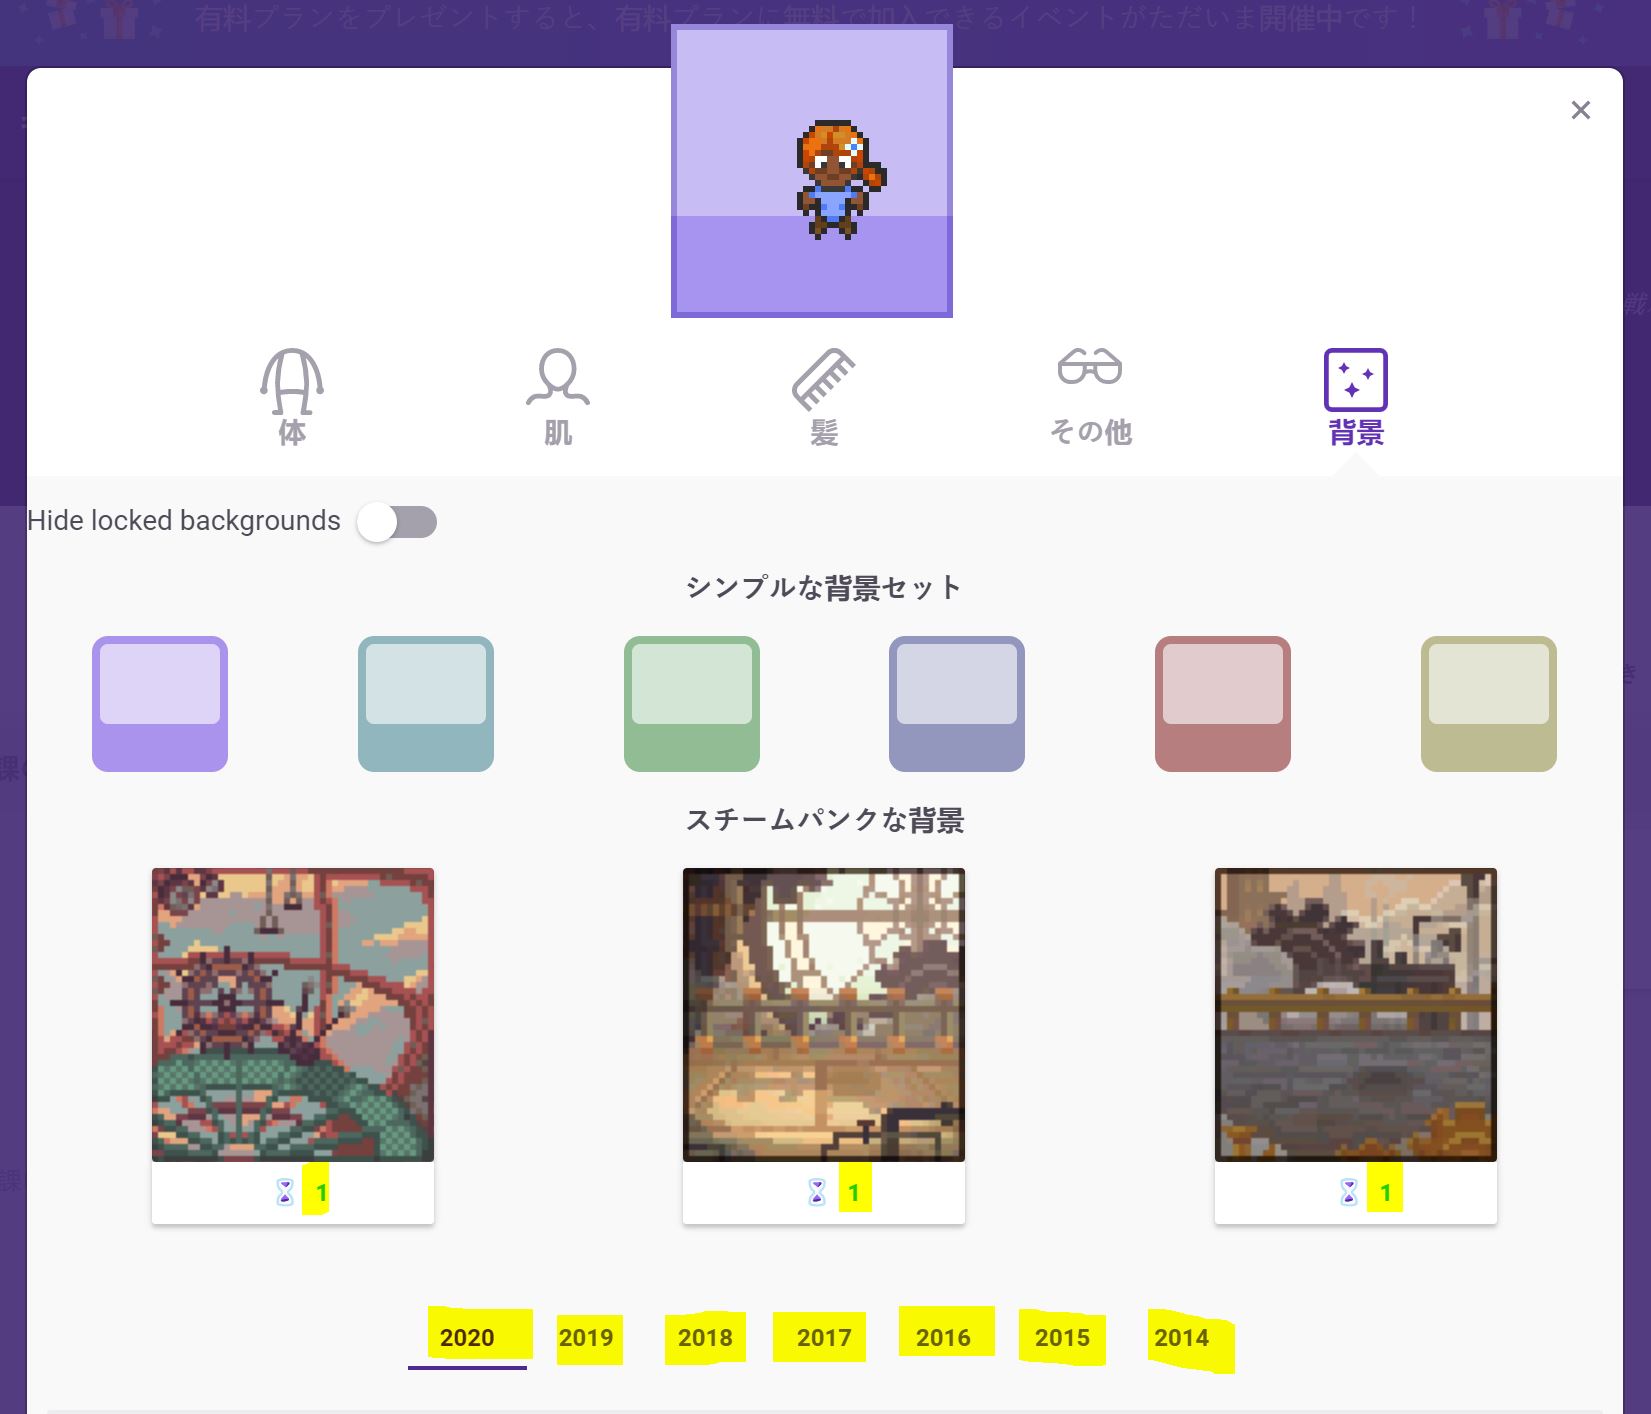 有料プランをプレゼントすると、有料プランに無料で加入できるイベントがただいま開催中です！
体
肌
髪
その他
背景
Hide locked backgrounds
シンプルな背景セット
スチームパンクな背景
1
1
1
2020
2019
2018
2017
2016
2015
2014